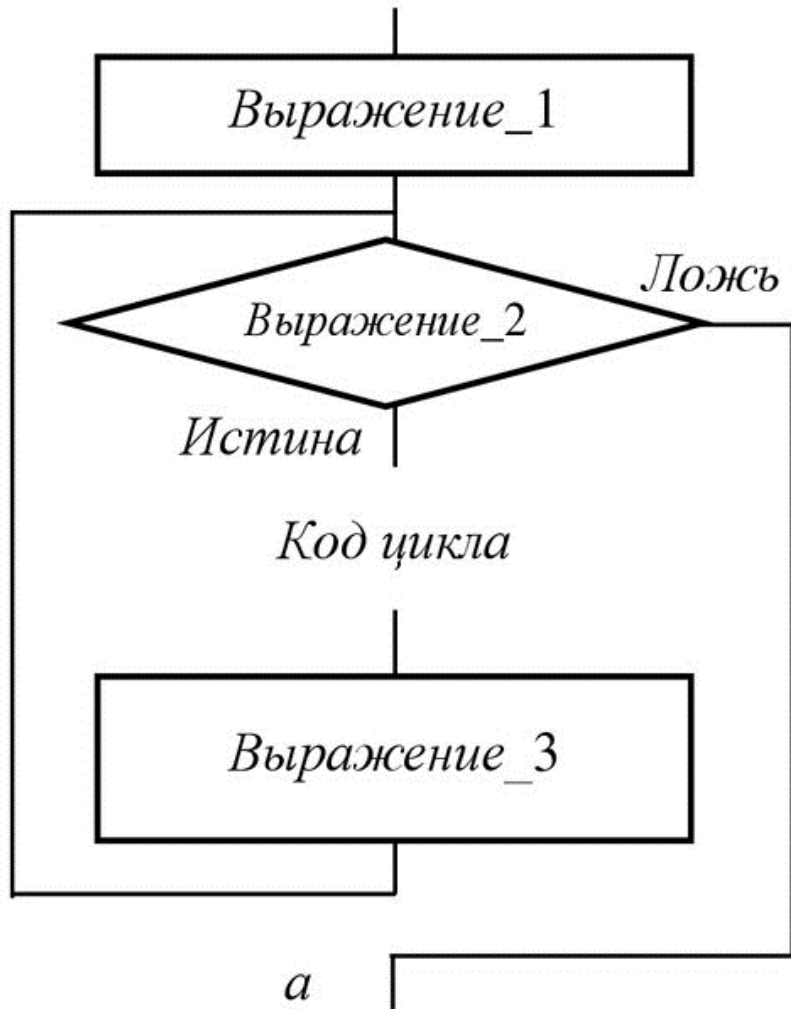 Выражение_1
Ложь
Выражение_2
Истина
Код цикла
Выражение_3
а